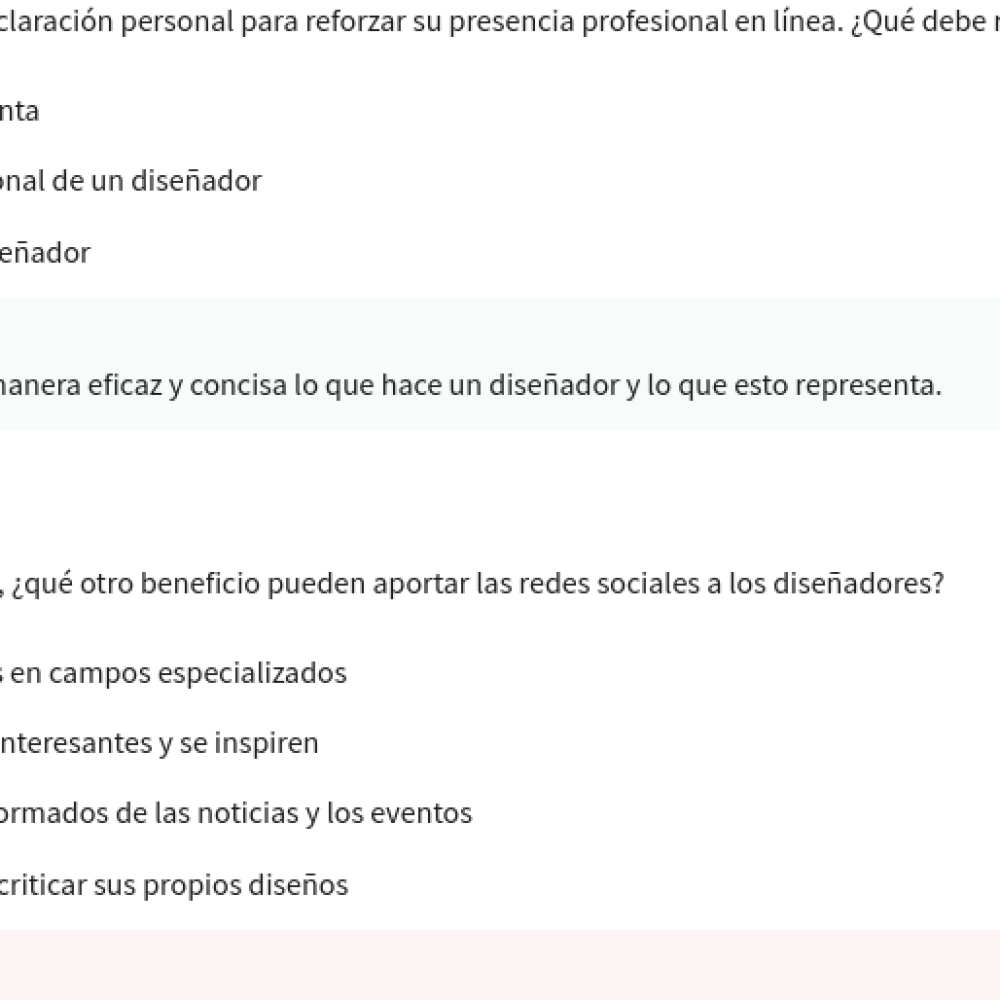 claración personal para reforzar su presencia profesional en línea. ¿Qué debe
nta
onal de un diseñador
eñador
manera eficaz y concisa lo que hace un diseñador y lo que esto representa.
, ¿qué otro beneficio pueden aportar las redes sociales a los diseñadores?
s en campos especializados
nteresantes y se inspiren
ormados de las noticias y los eventos
criticar sus propios diseños